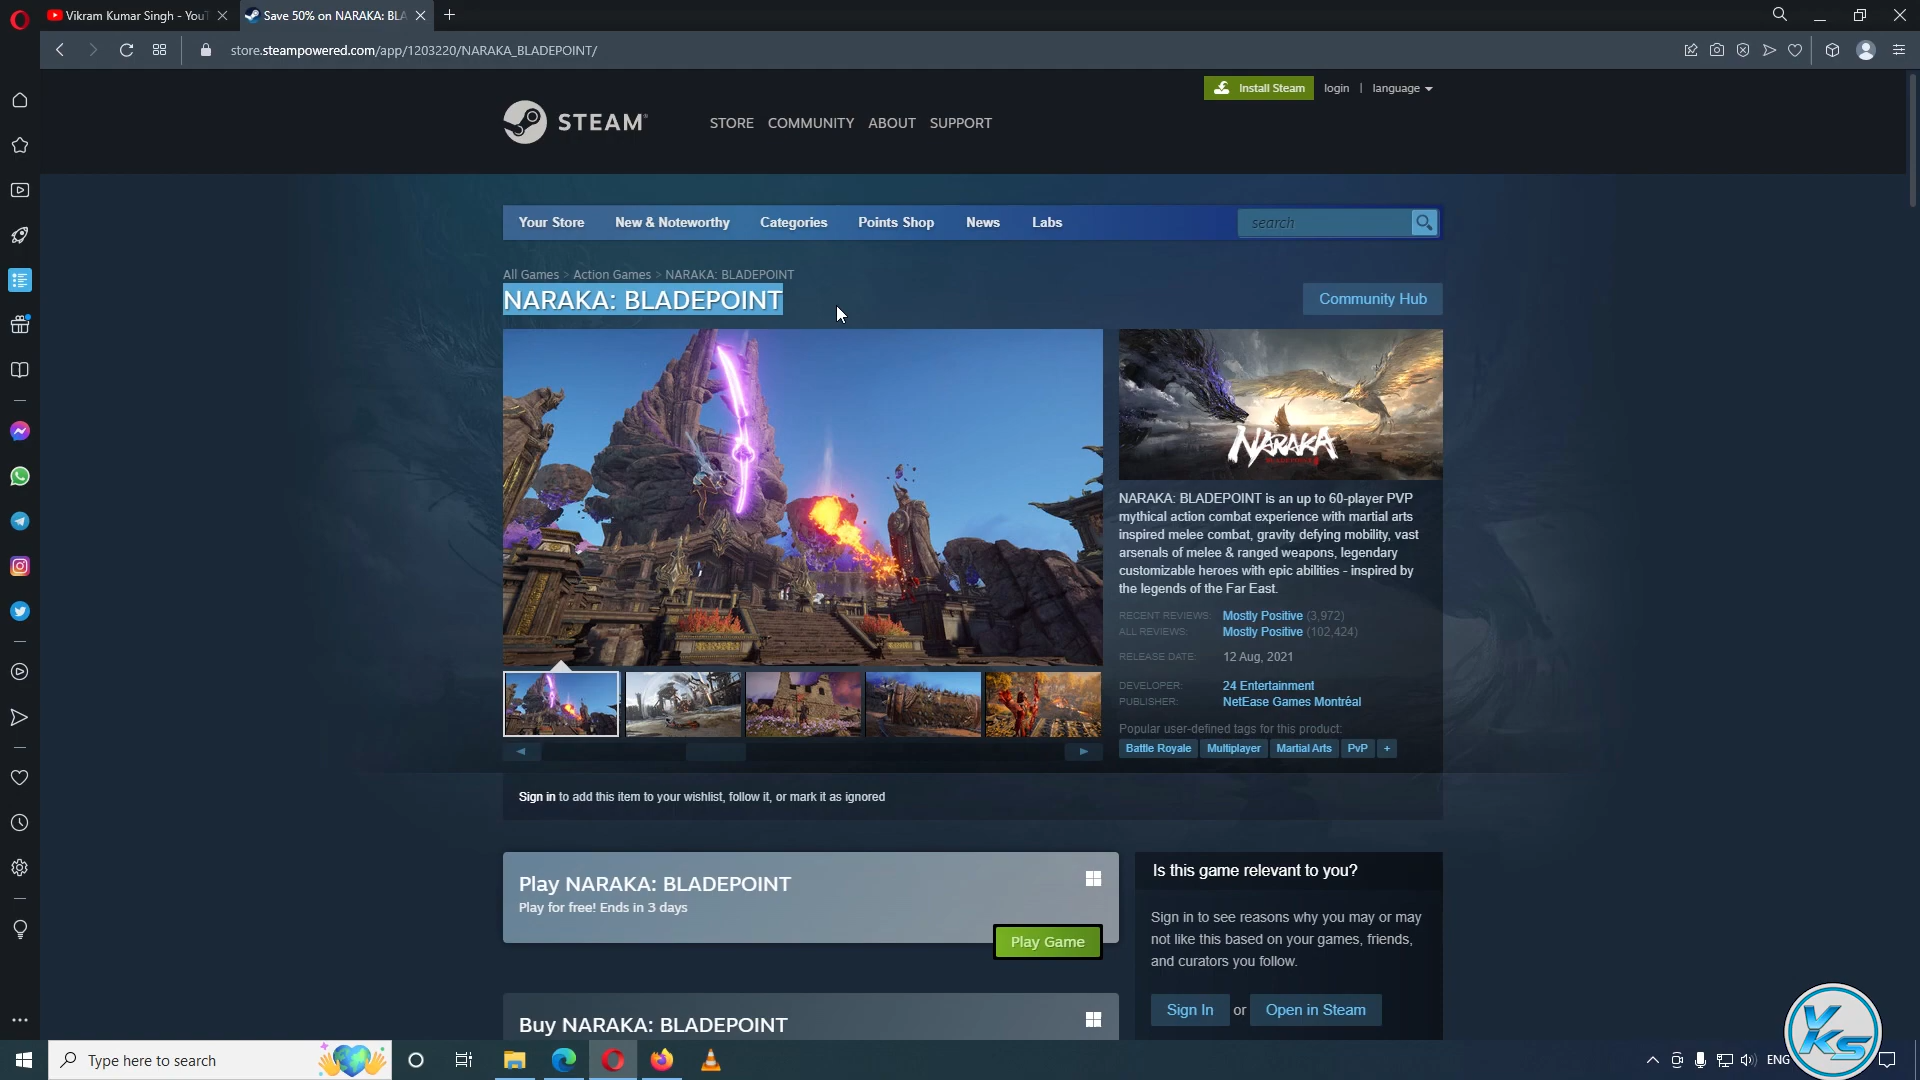 Vikram Kumar Singh - YouT
Save 50% on NARAKA: BLA
store.steampowered.com/app/1203220/NARAKA_BLADEPOINT/
Install Steam
login | language
STEAM
STORE COMMUNITY ABOUT SUPPORT
Your Store New & Noteworthy Categories Points Shop News Labs
search
All Games > Action Games > NARAKA: BLADEPOINT
NARAKA: BLADEPOINT
Community Hub
NARAKA
NARAKA: BLADEPOINT is an up to 60-player PVP
mythical action combat experience with martial arts
inspired melee combat, gravity defying mobility, vast
arsenals of melee & ranged weapons, legendary
customizable heroes with epic abilities - inspired by
the legends of the Far East.
RECENT REVIEWS: Mostly Positive (3,972)
ALL REVIEWS: Mostly Positive (102,424)
RELEASE DATE: 12 Aug, 2021
DEVELOPER: 24 Entertainment
PUBLISHER: NetEase Games Montréal
Popular user-defined tags for this product:
Battle Royale Multiplayer Martial Arts PvP +
Sign in to add this item to your wishlist, follow it, or mark it as ignored
Play NARAKA: BLADEPOINT
Play for free! Ends in 3 days
Play Game
Buy NARAKA: BLADEPOINT
Is this game relevant to you?
Sign in to see reasons why you may or may
not like this based on your games, friends,
and curators you follow.
Sign In or Open in Steam
Type here to search
ENG
VKS